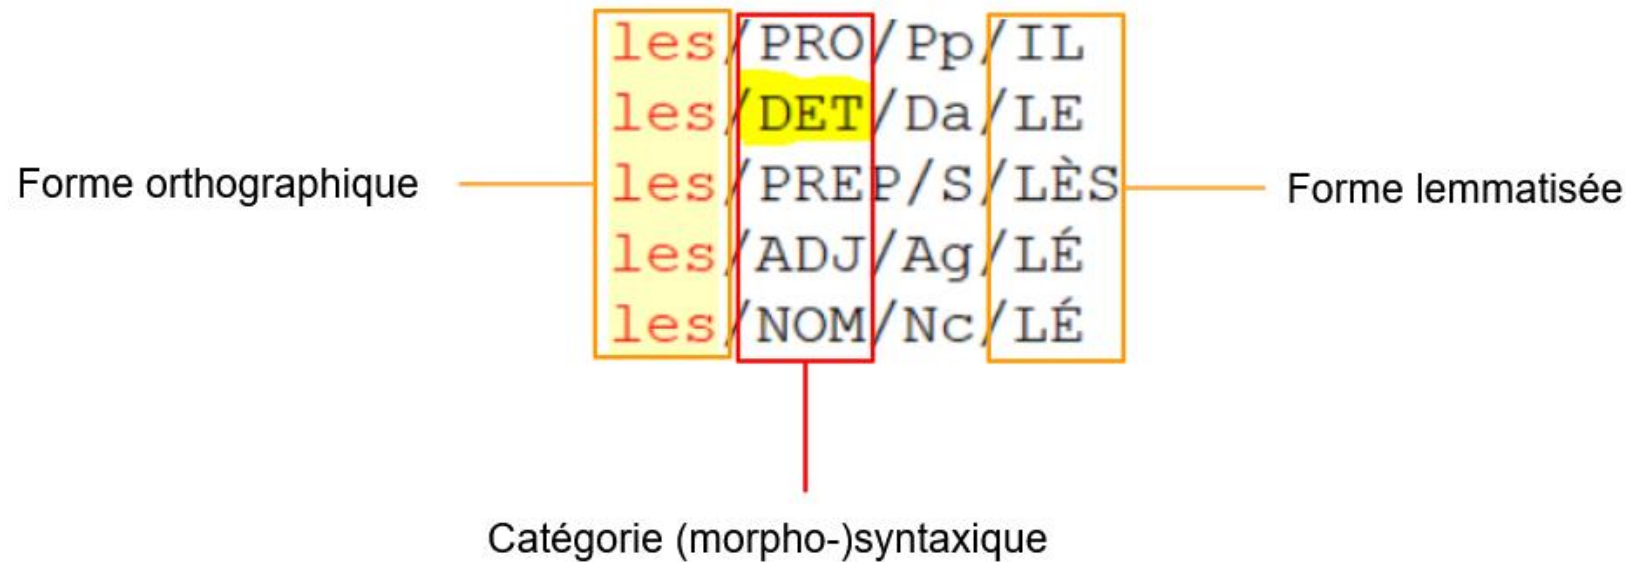 les/PRO/Pp/IL
les/DET/Da/LE
les/PREP/S/LÈS
les/ADJ/Ag/LÉ
les/NOM/Nc/LÉ
Forme orthographique
Forme lemmatisée
Catégorie (morpho-)syntaxique